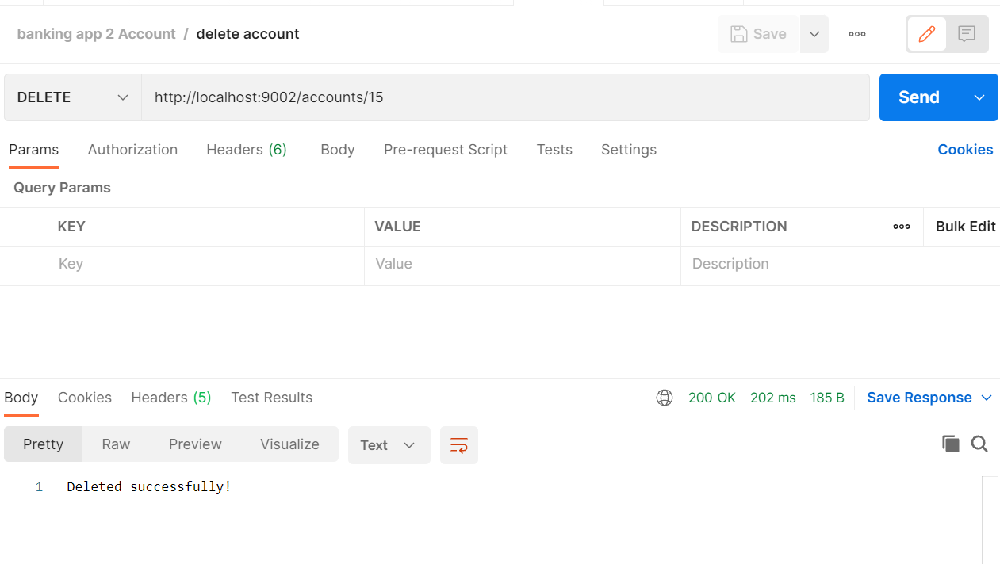 banking app 2 Account / delete account
Save
DELETE
http://localhost:9002/accounts/15
Send
Params Authorization Headers (6) Body Pre-request Script Tests Settings Cookies
Query Params
KEY VALUE DESCRIPTION Bulk Edit
Key Value Description
Body Cookies Headers (5) Test Results 200 OK 202 ms 185 B Save Response
Pretty Raw Preview Visualize Text
1 Deleted successfully!